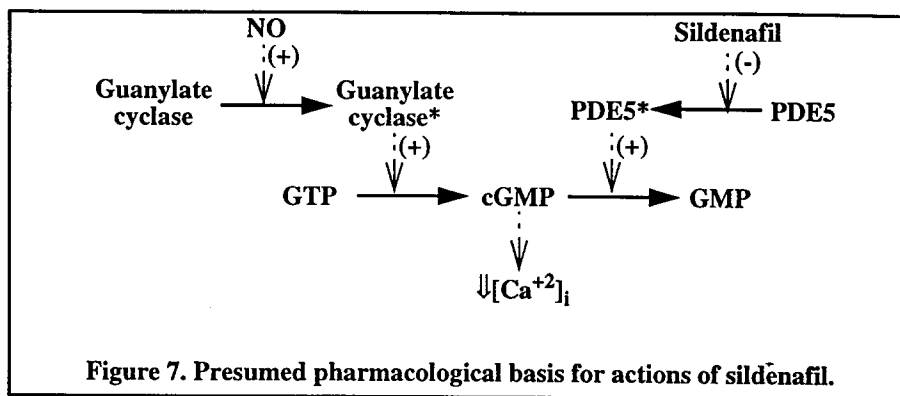 NO
Sildenafil
(+)
(-)
Guanylate
cyclase
Guanylate
cyclase*
PDE5*
PDE5
(+)
(+)
GTP
cGMP
GMP
⇓[Ca+2]i
Figure 7. Presumed pharmacological basis for actions of sildenafil.